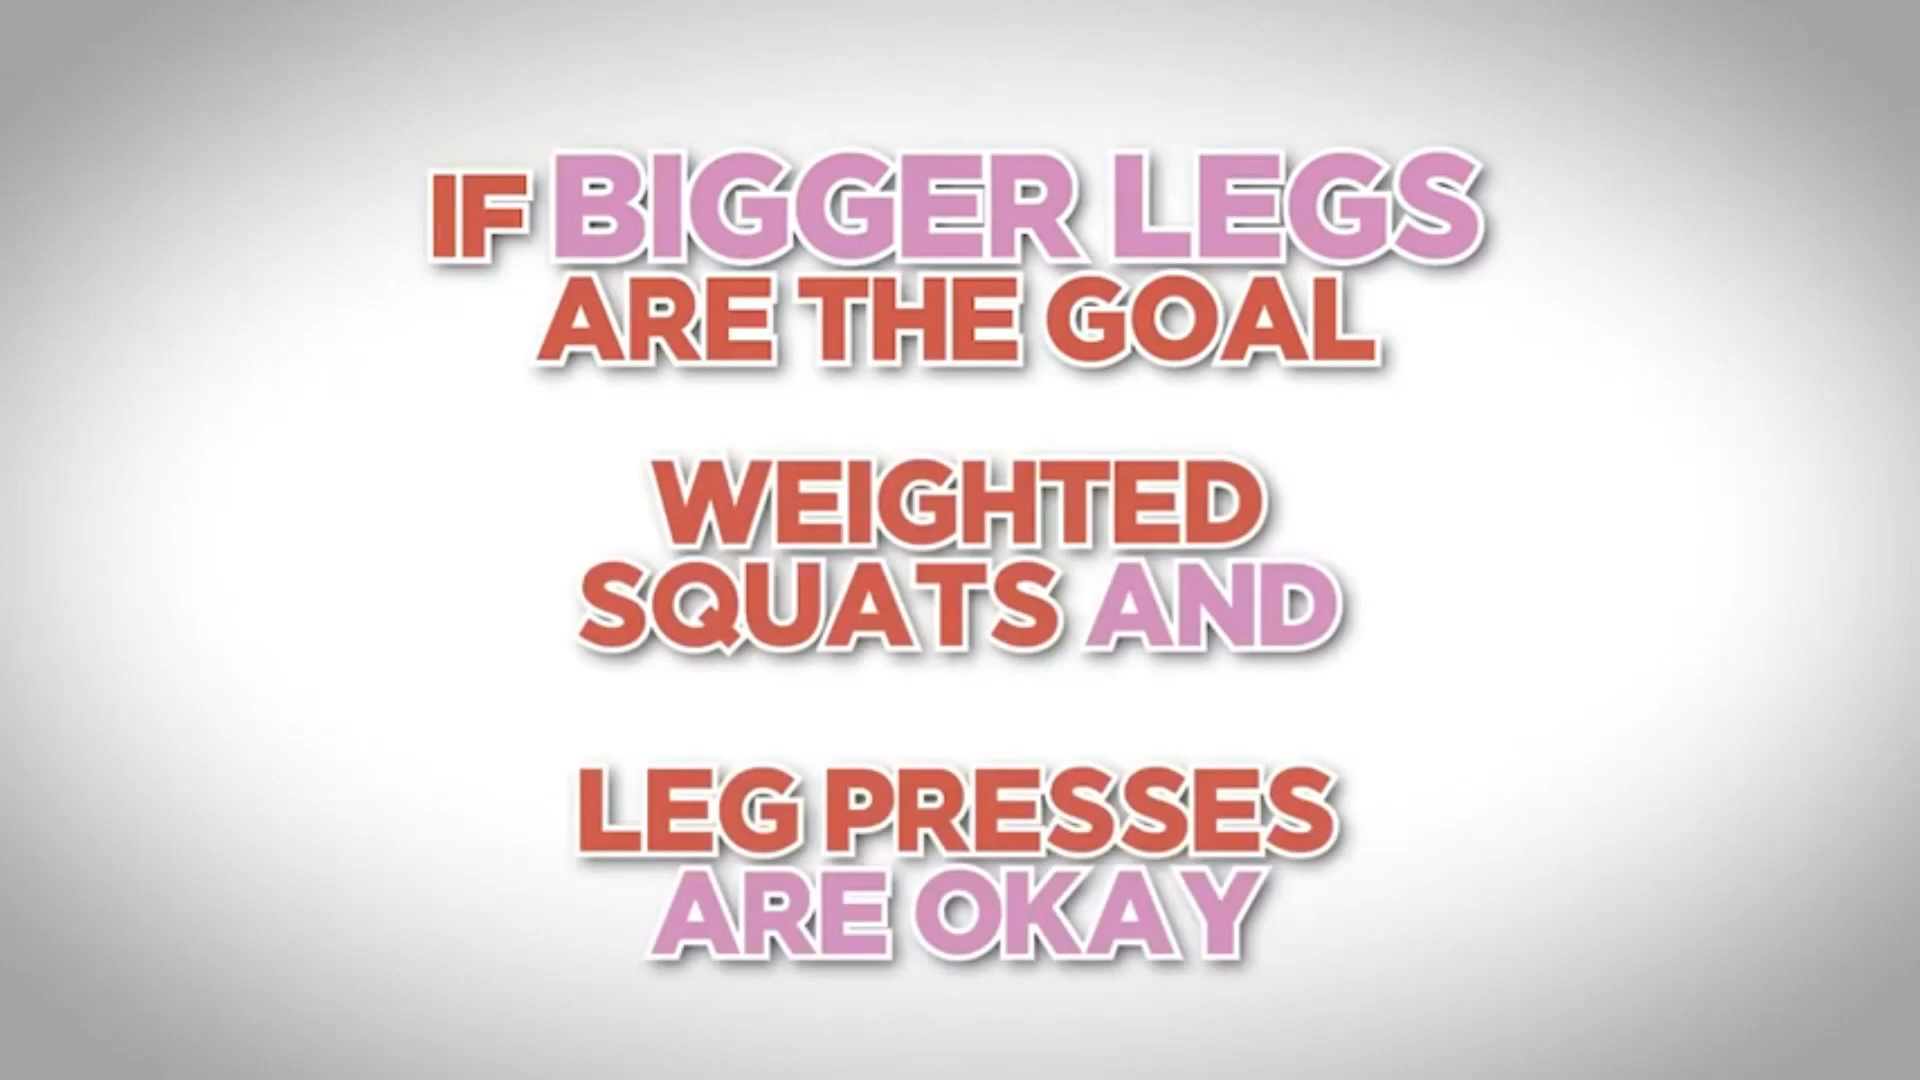 IF BIGGER LEGS
ARE THE GOAL
WEIGHTED
SQUATS AND
LEG PRESSES
ARE OKAY